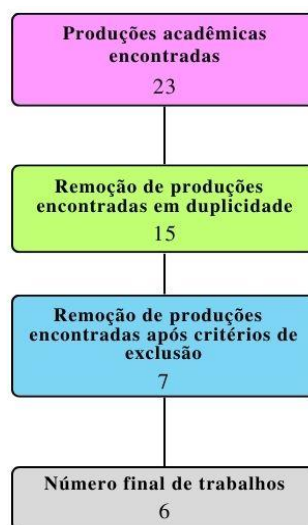 Produções acadêmicas
encontradas
23
Remoção de produções
encontradas em duplicidade
15
Remoção de produções
encontradas após critérios de
exclusão
7
Número final de trabalhos
6